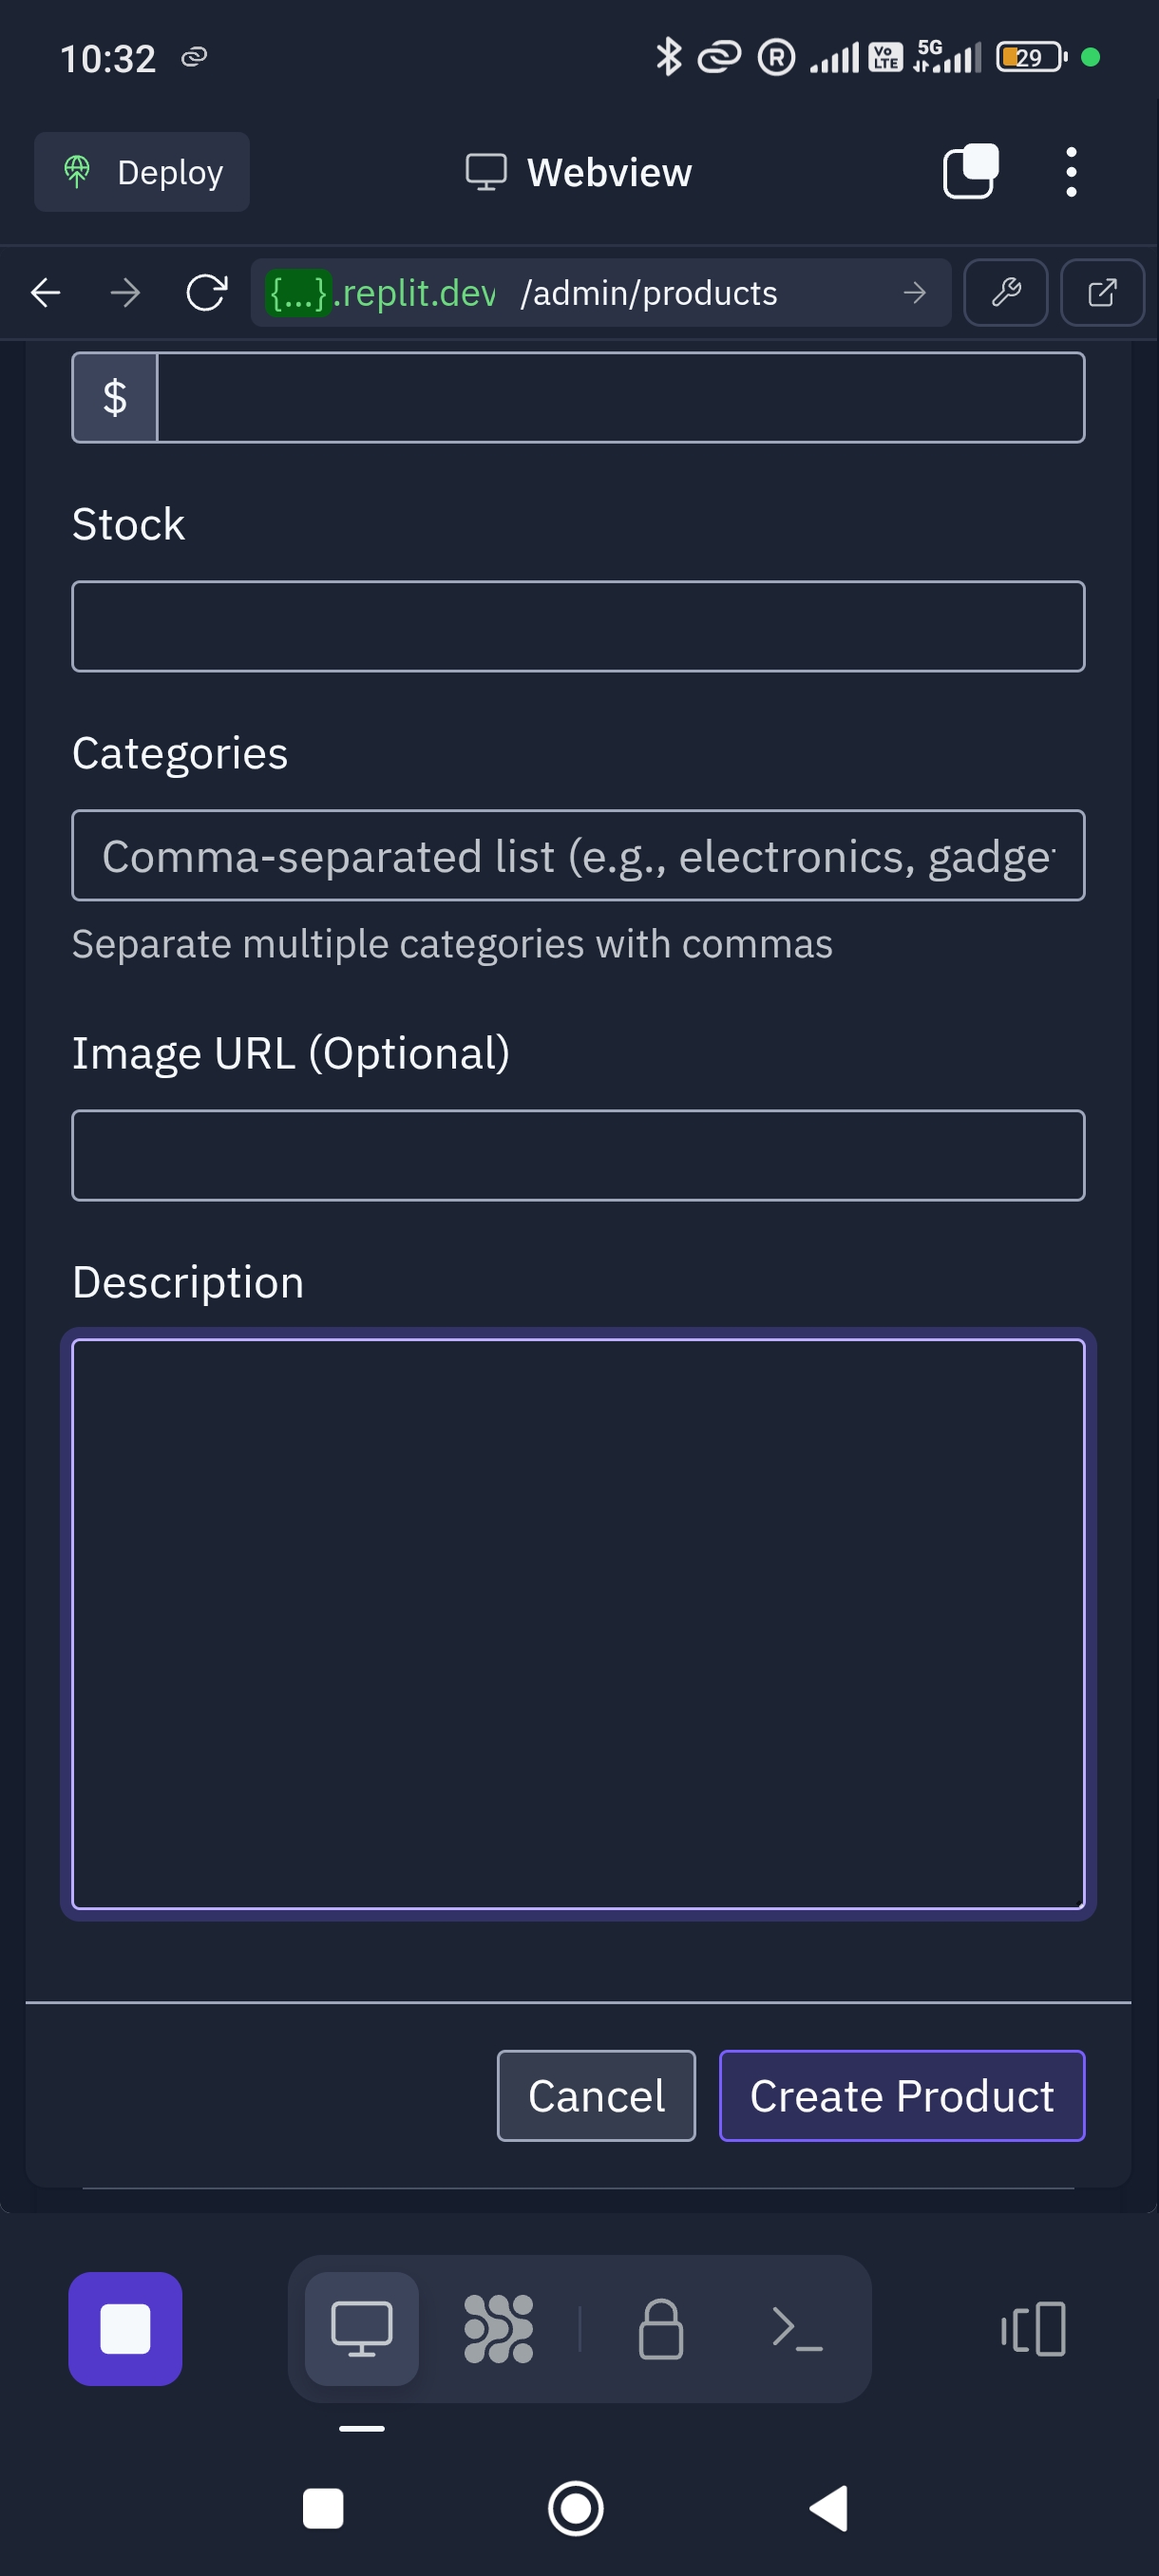 10:32
R
Vo
LTE
5G
29
Deploy
Webview
{...}.replit.dev /admin/products
$
Stock
Categories
Comma-separated list (e.g., electronics, gadge
Separate multiple categories with commas
Image URL (Optional)
Description
Cancel
Create Product